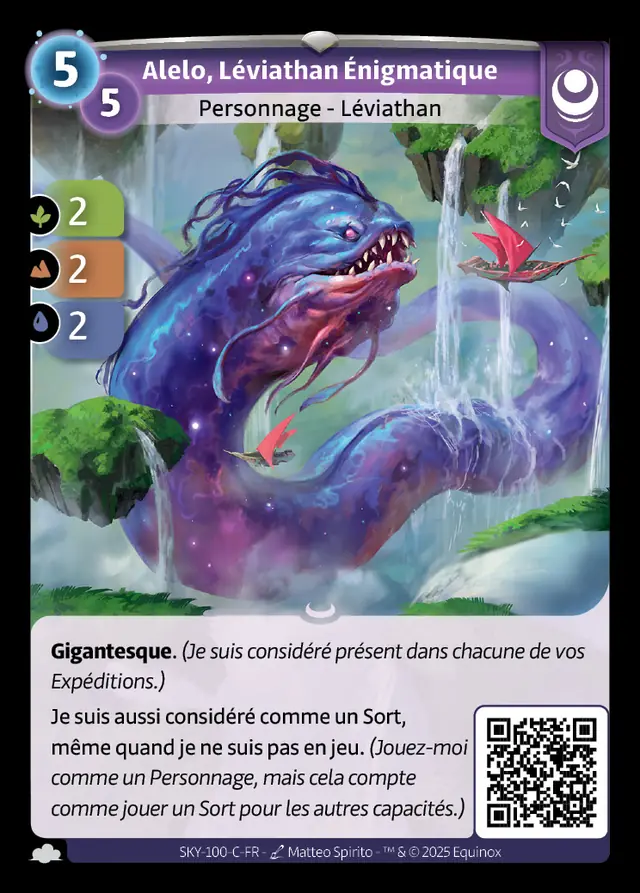 5
5
Alelo, Léviathan Énigmatique
Personnage - Léviathan
2
2
2
Gigantesque. (Je suis considéré présent dans chacune de vos
Expéditions.)
Je suis aussi considéré comme un Sort,
même quand je ne suis pas en jeu. (Jouez-moi
comme un Personnage, mais cela compte
comme jouer un Sort pour les autres capacités.)
SKY-100-C-FR - Matteo Spirito - ™ & © 2025 Equinox